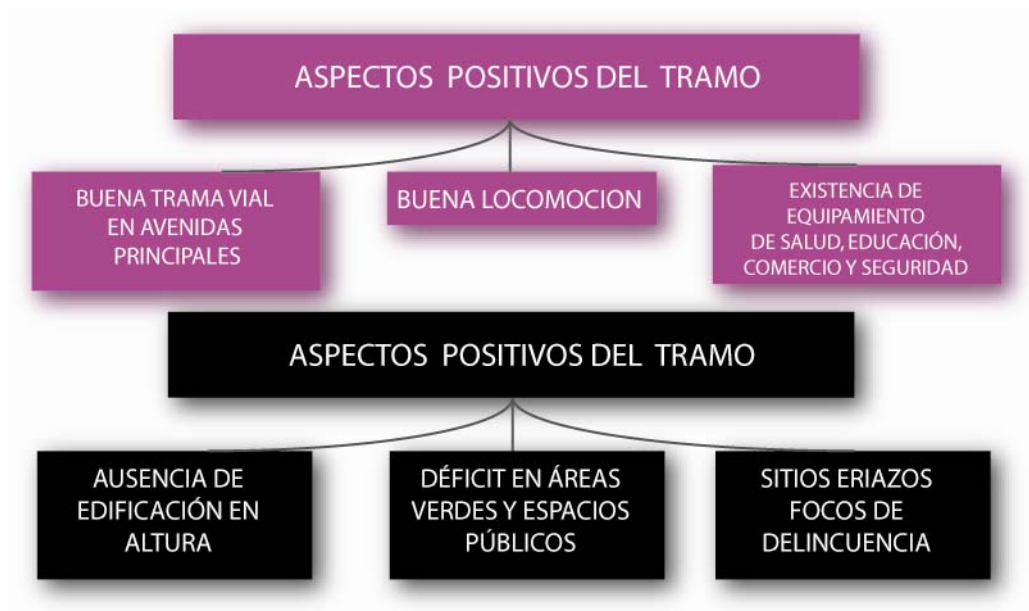 ASPECTOS POSITIVOS DEL TRAMO
BUENA TRAMA VIAL
EN AVENIDAS
PRINCIPALES
BUENA LOCOMOCION
EXISTENCIA DE
EQUIPAMIENTO
DE SALUD, EDUCACIÓN,
COMERCIO Y SEGURIDAD
ASPECTOS POSITIVOS DEL TRAMO
AUSENCIA DE
EDIFICACIÓN EN
ALTURA
DÉFICIT EN ÁREAS
VERDES Y ESPACIOS
PÚBLICOS
SITIOS ERIAZOS
FOCOS DE
DELINCUENCIA